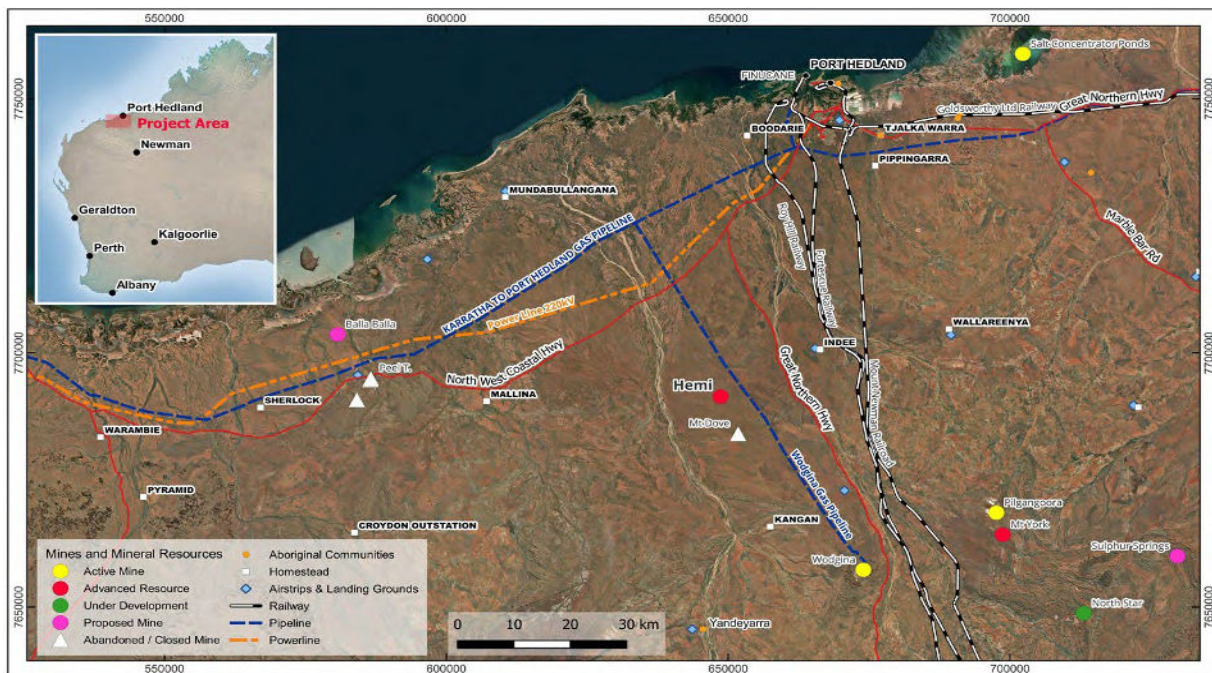 550000
600000
650000
700000
7750000
7700000
7650000
7750000
7700000
7650000
550000
600000
650000
700000
Port Hedland
Project Area
Newman
Geraldton
Kalgoorlie
Perth
Albany
Salt Concentrator Ponds
FINUCANE
PORT HEDLAND
Goldsworthy Ltd Railway
Great Northern Hwy
BOODARIE
TJALKA WARRA
PIPPINGARRA
MUNDABULLANGANA
Marble Bar Rd
KARRATHA TO PORT HEDLAND GAS PIPELINE
Roy Hill Railway
Fortescue Railway
Power Line 220kV
Balla Balla
WALLAREENYA
INDEE
Peel T.
North West Coastal Hwy
Great Northern Hwy
Mount Newman Railroad
Hemi
SHERLOCK
MALLINA
Mt Dove
WARRAMBIE
Wodgina Gas Pipeline
PYRAMID
Pilgangoora
CROYDON OUTSTATION
KANGAN
Mt York
Sulphur Springs
Wodgina
North Star
Yandeyarra
Mines and Mineral Resources
Active Mine
Advanced Resource
Under Development
Proposed Mine
Abandoned / Closed Mine
Aboriginal Communities
Homestead
Airstrips & Landing Grounds
Railway
Pipeline
Powerline
0 10 20 30 km